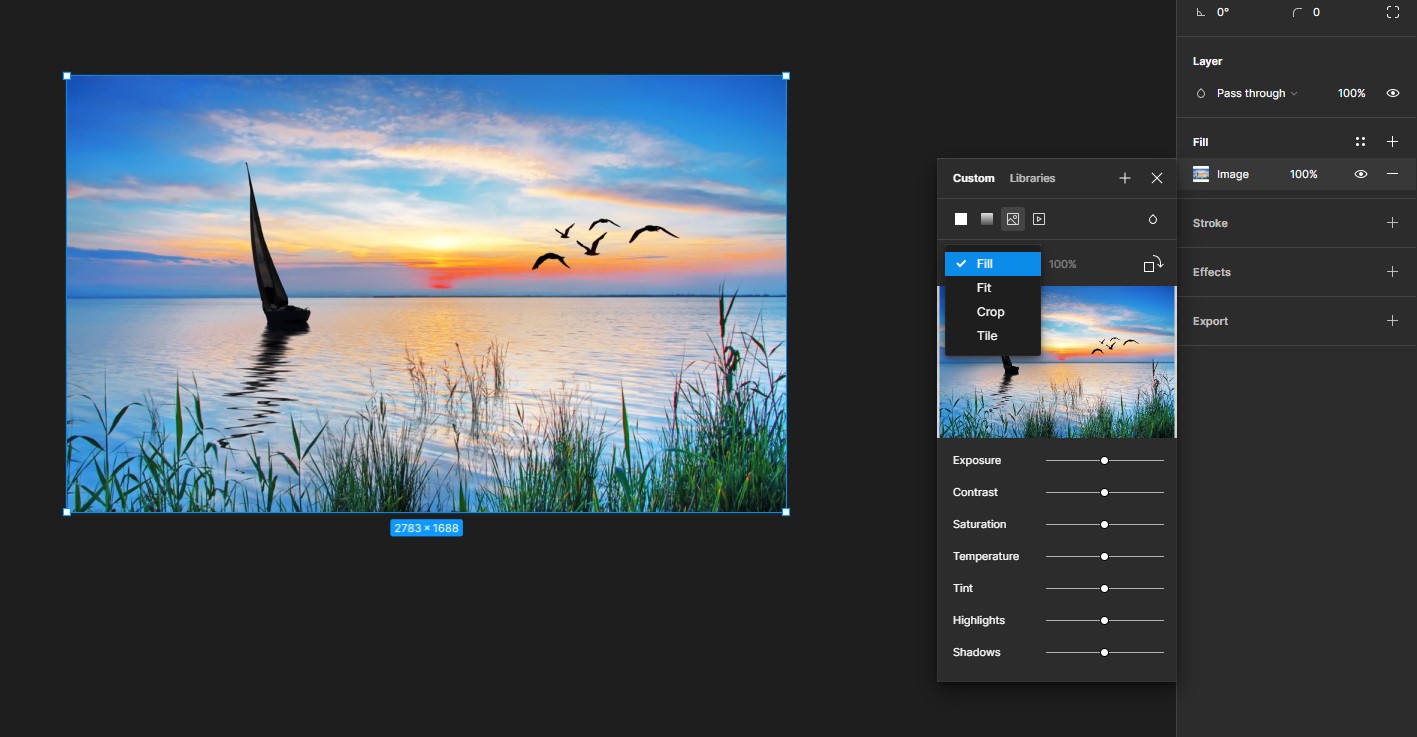 0°
0
Layer
Pass through
100%
Fill
Image
100%
Stroke
Effects
Export
Custom
Libraries
Fill
100%
Fit
Crop
Tile
Exposure
Contrast
Saturation
Temperature
Tint
Highlights
Shadows
2783 × 1688